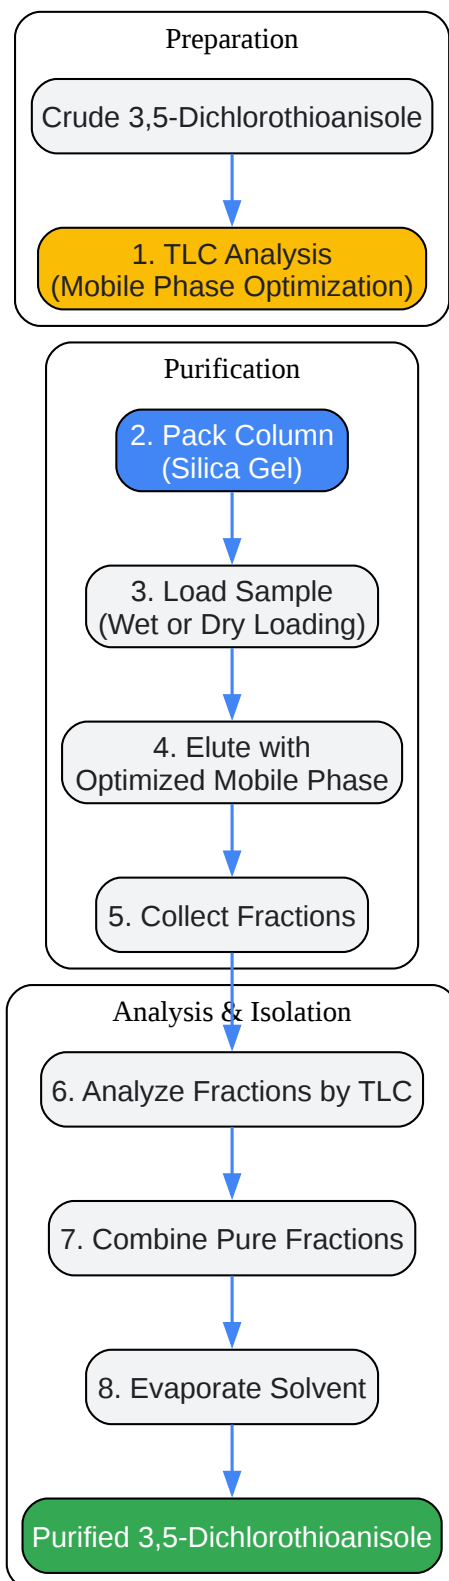 Preparation
Crude 3,5-Dichlorothioanisole
1. TLC Analysis
(Mobile Phase Optimization)
Purification
2. Pack Column
(Silica Gel)
3. Load Sample
(Wet or Dry Loading)
4. Elute with
Optimized Mobile Phase
5. Collect Fractions
Analysis & Isolation
6. Analyze Fractions by TLC
7. Combine Pure Fractions
8. Evaporate Solvent
Purified 3,5-Dichlorothioanisole